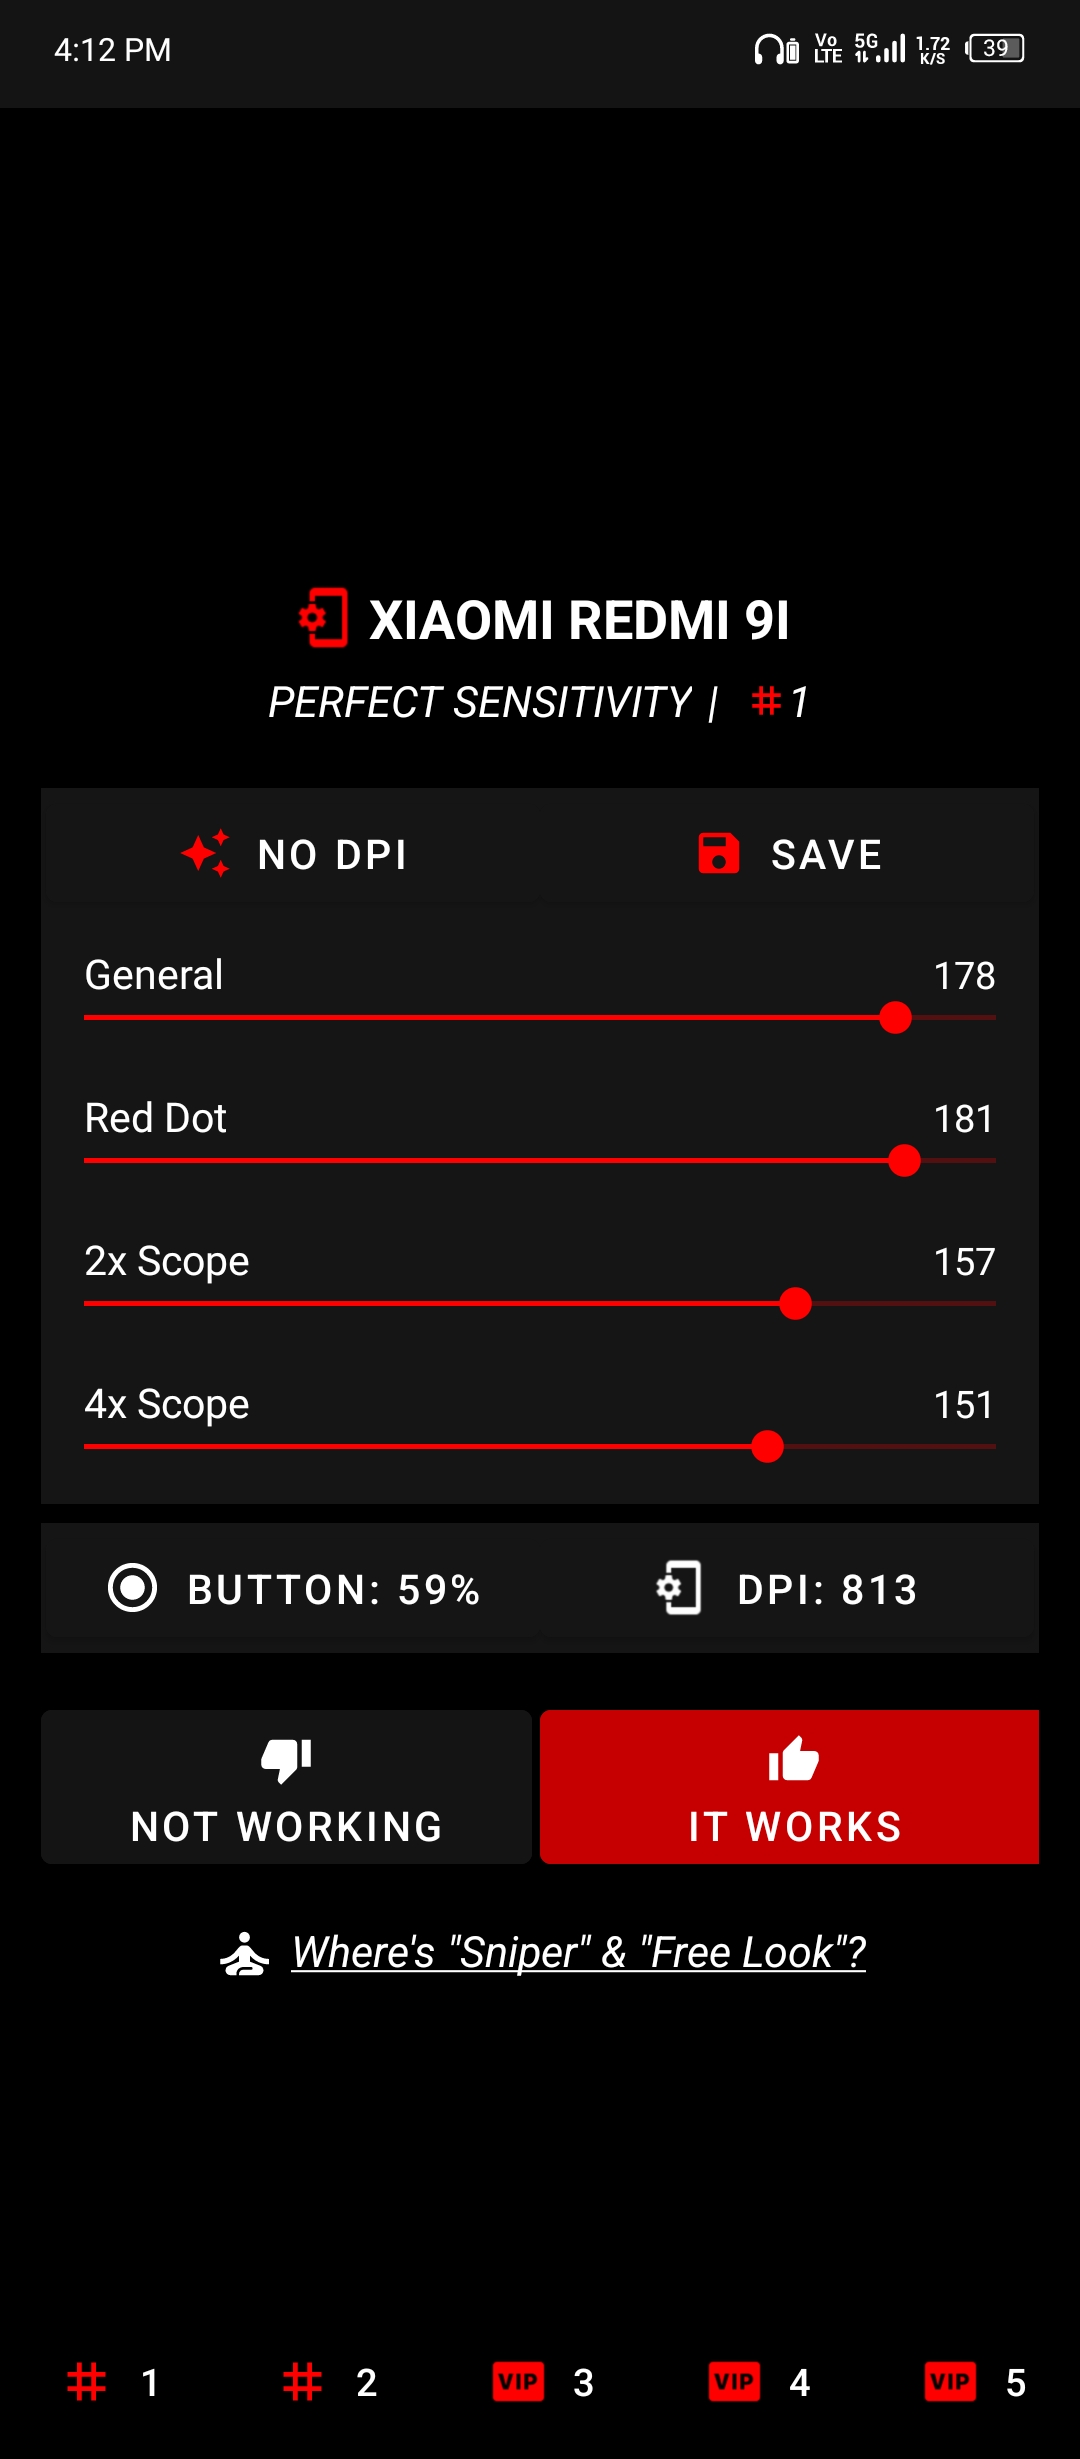 4:12 PM
Vo LTE 5G 1.72 K/S 39
XIAOMI REDMI 9I
PERFECT SENSITIVITY | #1
NO DPI SAVE
General 178
Red Dot 181
2x Scope 157
4x Scope 151
BUTTON: 59% DPI: 813
NOT WORKING IT WORKS
Where's "Sniper" & "Free Look"?
# 1 # 2 VIP 3 VIP 4 VIP 5